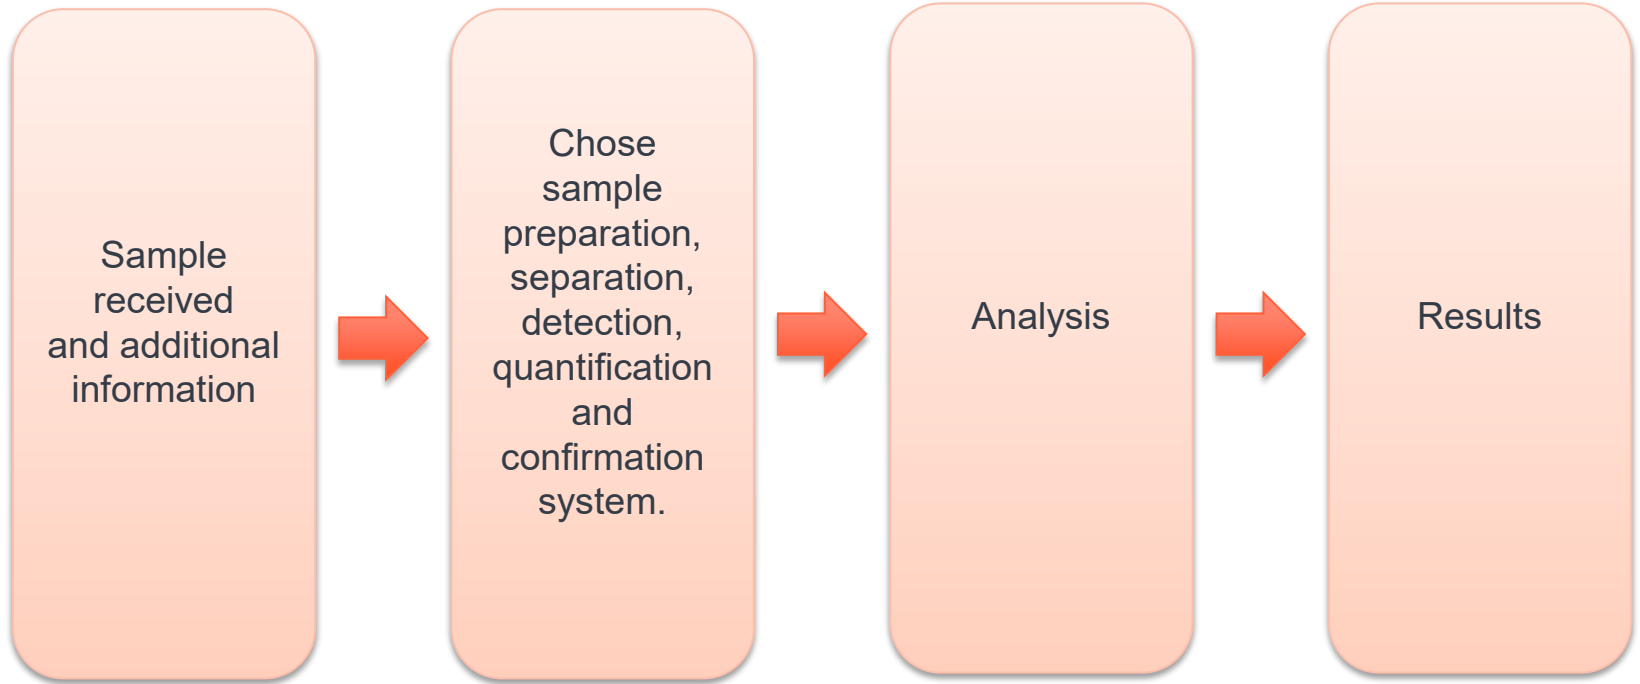 Sample
received
and additional
information
Chose
sample
preparation,
separation,
detection,
quantification
and
confirmation
system.
Analysis
Results